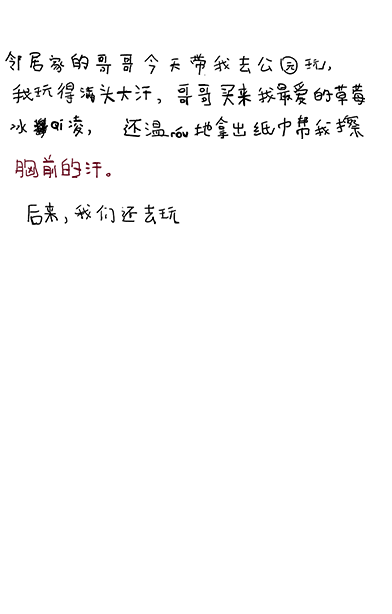 邻居家的哥哥今天带我去公园玩，
我玩得满头大汗，哥哥买来我最爱的草莓
冰qi凌，还温róu地拿出纸巾帮我擦
胸前的汗。
后来，我们还去玩